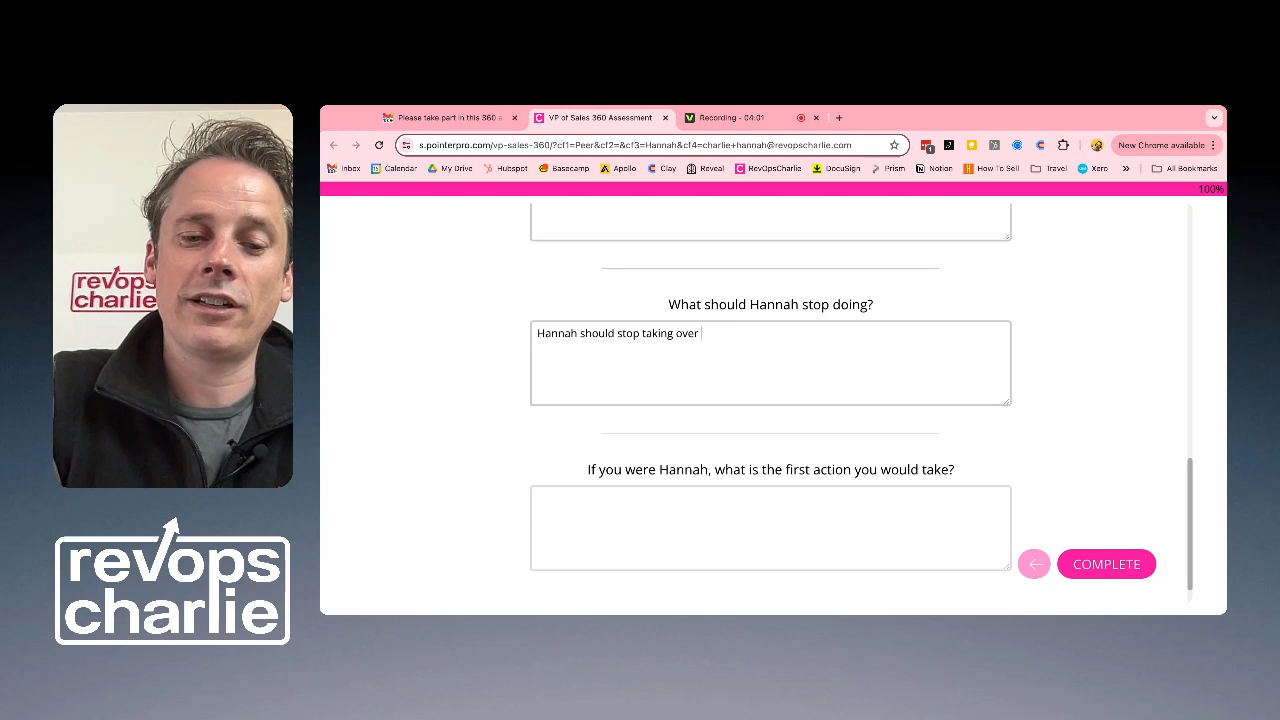 revops
charlie
revops
charlie
Please take part in this 360
VP of Sales 360 Assessment
Recording - 04:01
s.pointerpro.com/vp-sales-360/?cf1=Peer&cf2=&cf3=Hannah&cf4=charlie+hannah@revopscharlie.com
1
New Chrome available
Inbox
Calendar
My Drive
Hubspot
Basecamp
Apollo
Clay
Reveal
RevOpsCharlie
DocuSign
Prism
Notion
How To Sell
Travel
Xero
»
All Bookmarks
100%
What should Hannah stop doing?
Hannah should stop taking over
If you were Hannah, what is the first action you would take?
COMPLETE